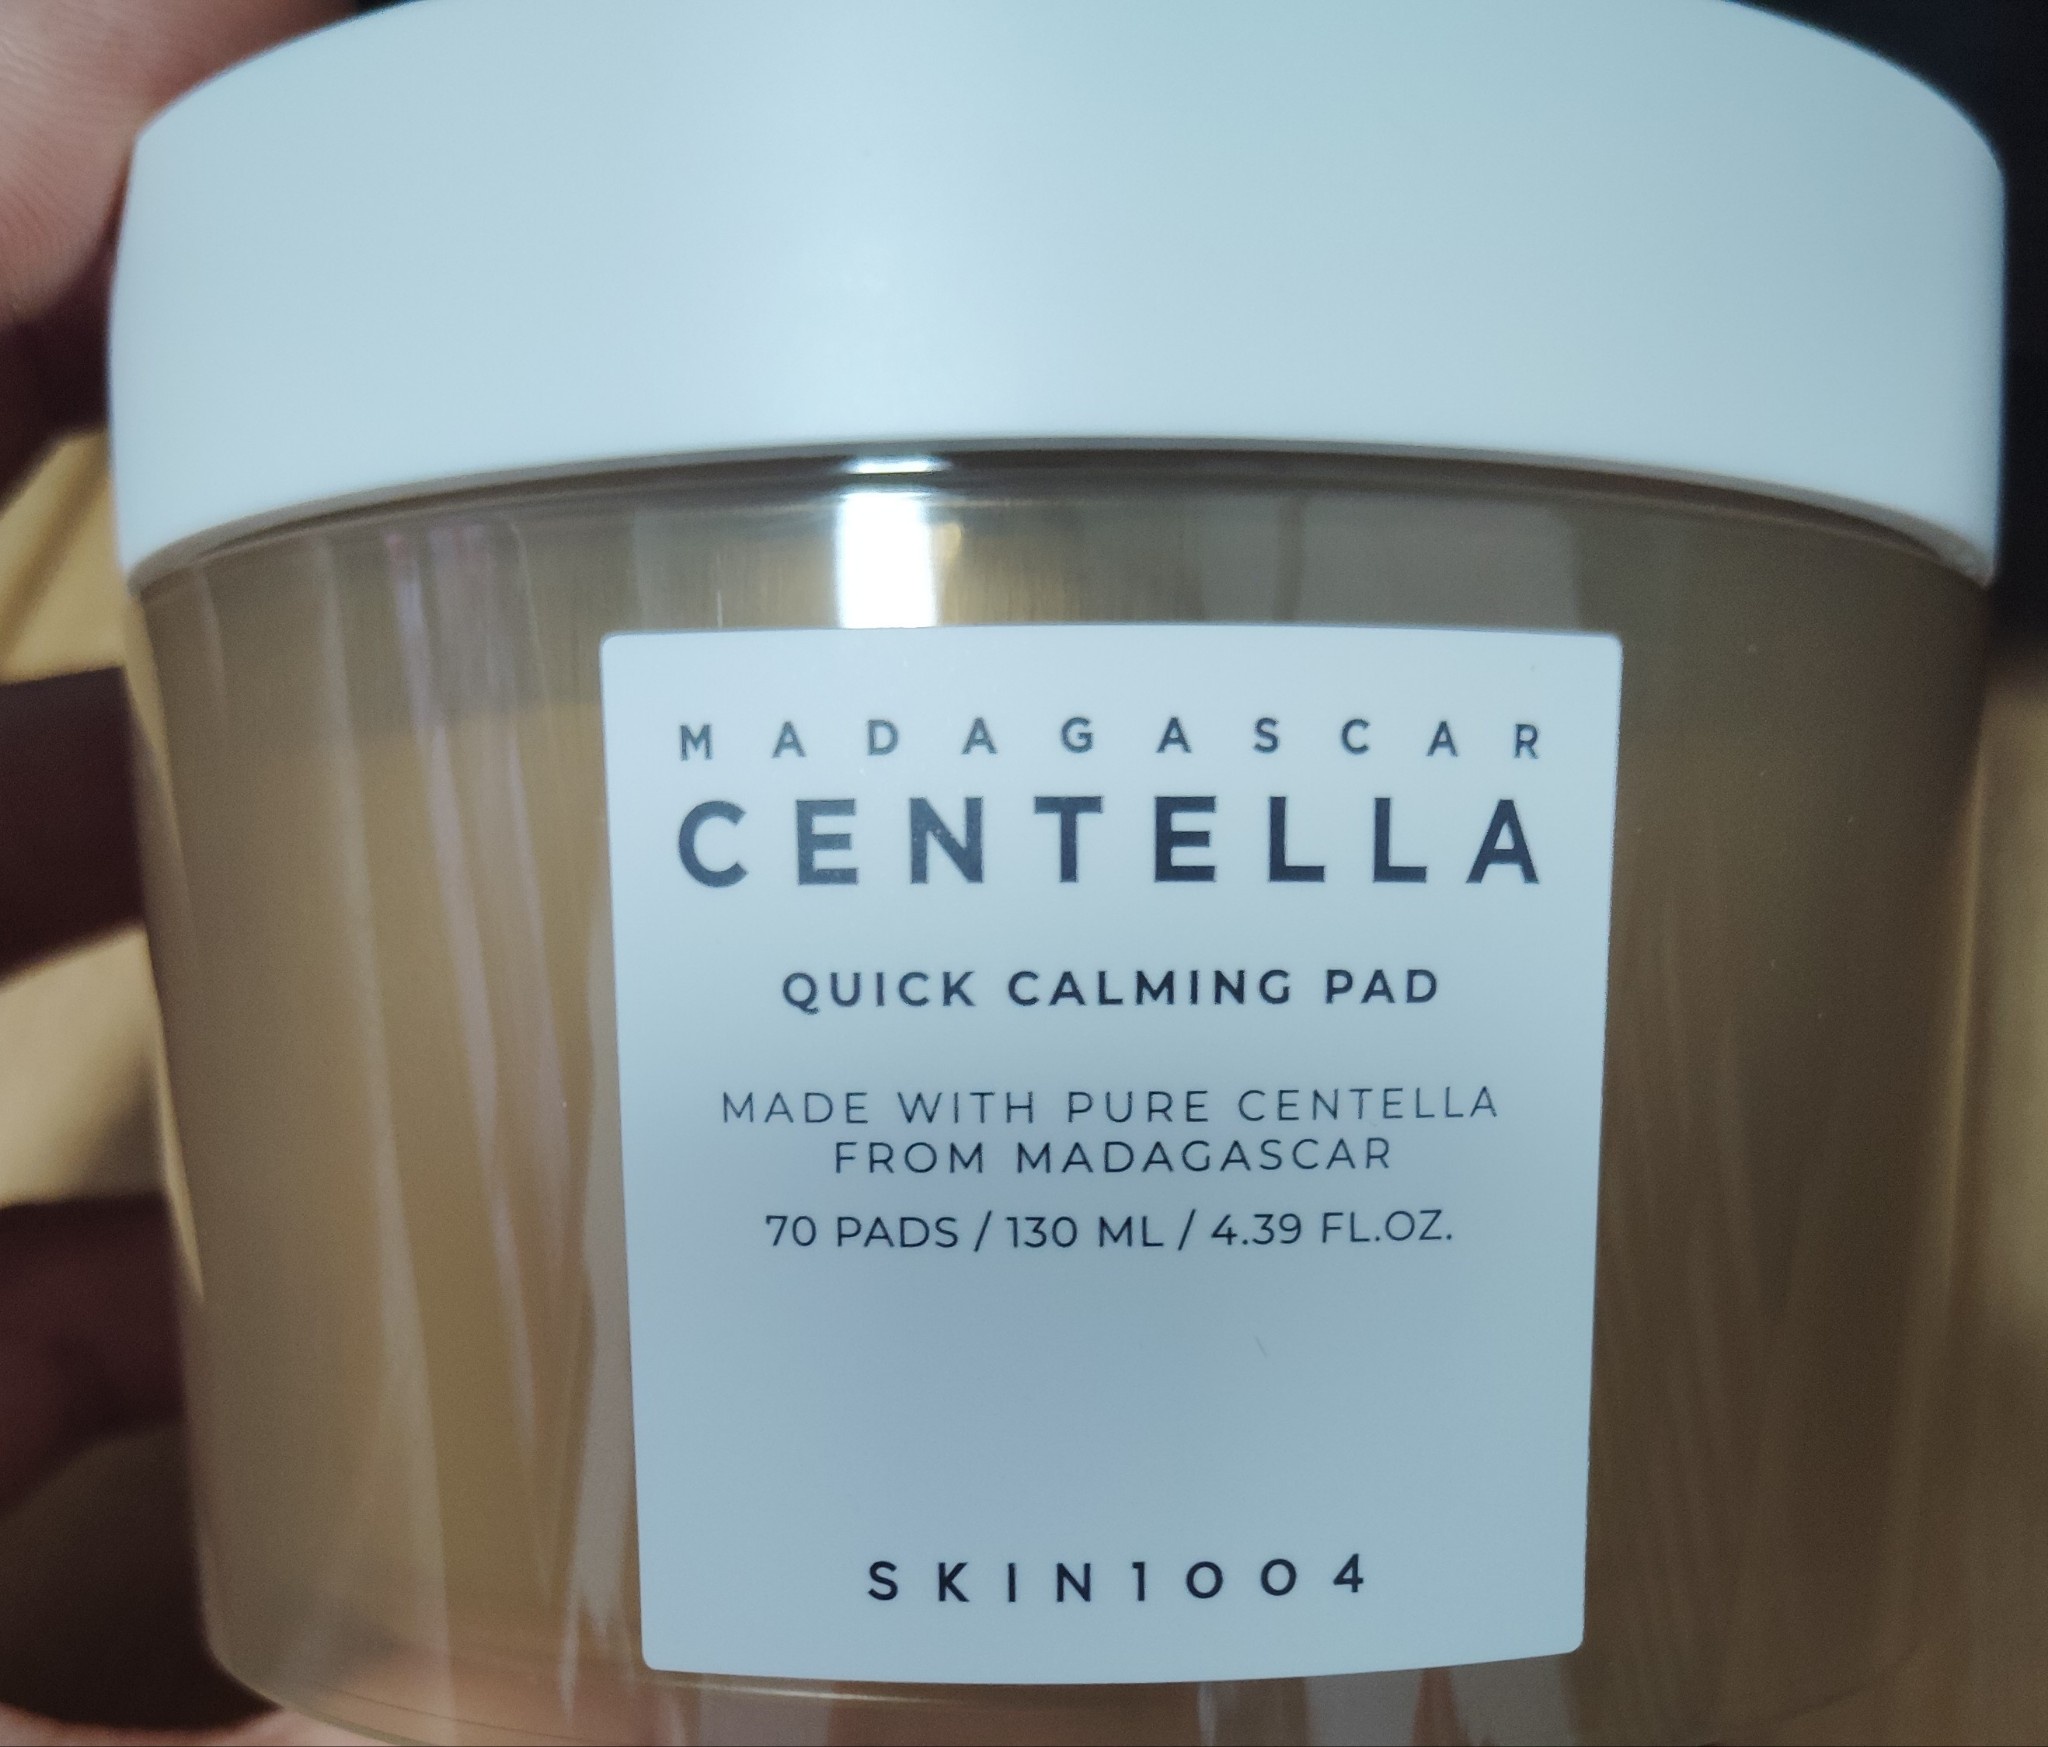 MADAGASCAR
CENTELLA
QUICK CALMING PAD
MADE WITH PURE CENTELLA
FROM MADAGASCAR
70 PADS / 130 ML / 4.39 FL.OZ.
SKIN1004